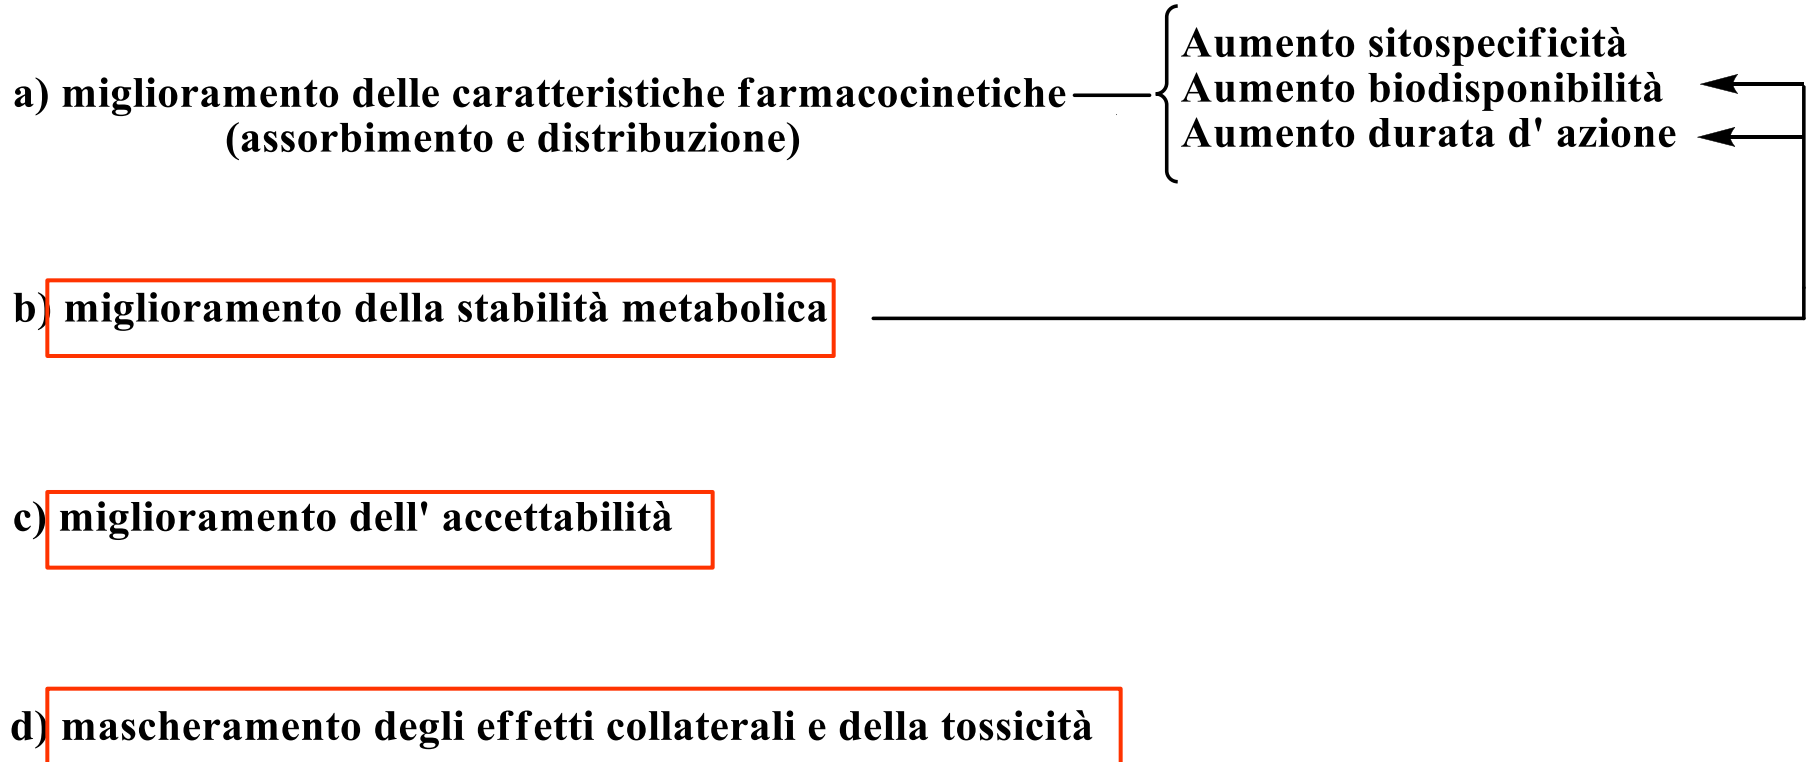 Aumento sitospecificità
a) miglioramento delle caratteristiche farmacocinetiche
Aumento biodisponibilità
(assorbimento e distribuzione)
Aumento durata d' azione
b) miglioramento della stabilità metabolica
c) miglioramento dell' accettabilità
d) mascheramento degli effetti collaterali e della tossicità